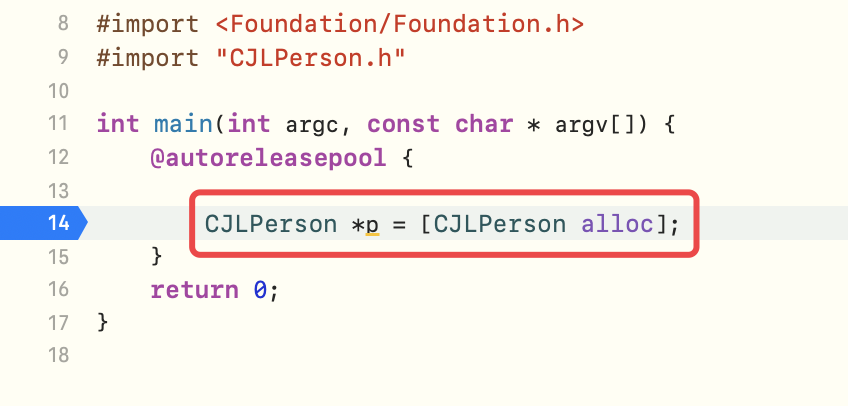 8 #import <Foundation/Foundation.h>
9 #import "CJLPerson.h"
10
11 int main(int argc, const char * argv[]) {
12     @autoreleasepool {
13
14         CJLPerson *p = [CJLPerson alloc];
15     }
16     return 0;
17 }
18